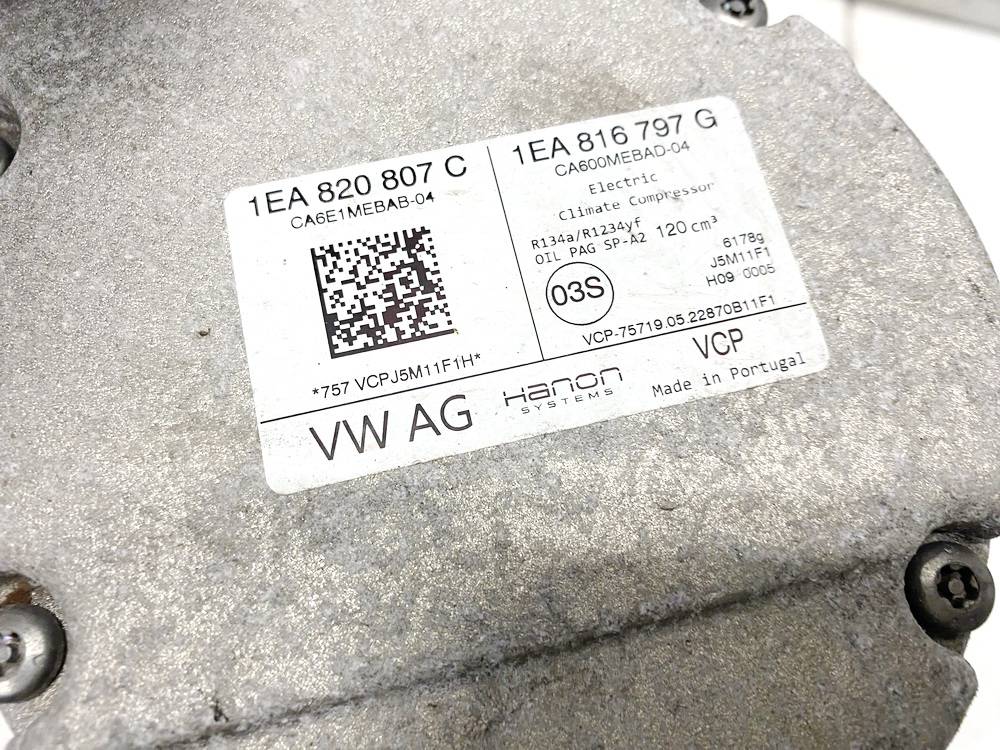 1EA 820 807 C
CA6E1MEBAB-04
*757 VCPJ5M11F1H*
1EA 816 797 G
CA600MEBAD-04
Electric
Climate Compressor
R134a/R1234yf
OIL PAG SP-A2 120 cm³
6178g
J5M11F1
H09 0005
03S
VCP-75719.05.22870B11F1
VW AG
Hanon
SYSTEMS
VCP
Made in Portugal